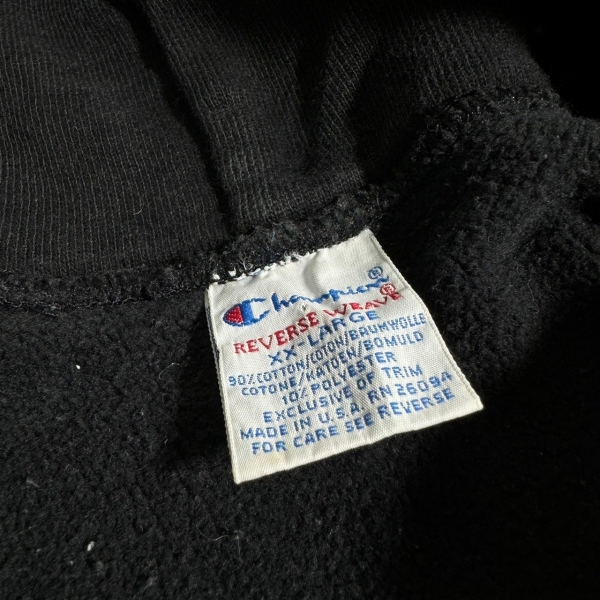 Champion®
REVERSE WEAVE®
XX-LARGE
90%COTTON/COTON/BAUMWOLLE
COTONE/KATOEN/BOMULD
10% POLYESTER
EXCLUSIVE OF TRIM
MADE IN U.S.A. RN 26094
FOR CARE SEE REVERSE